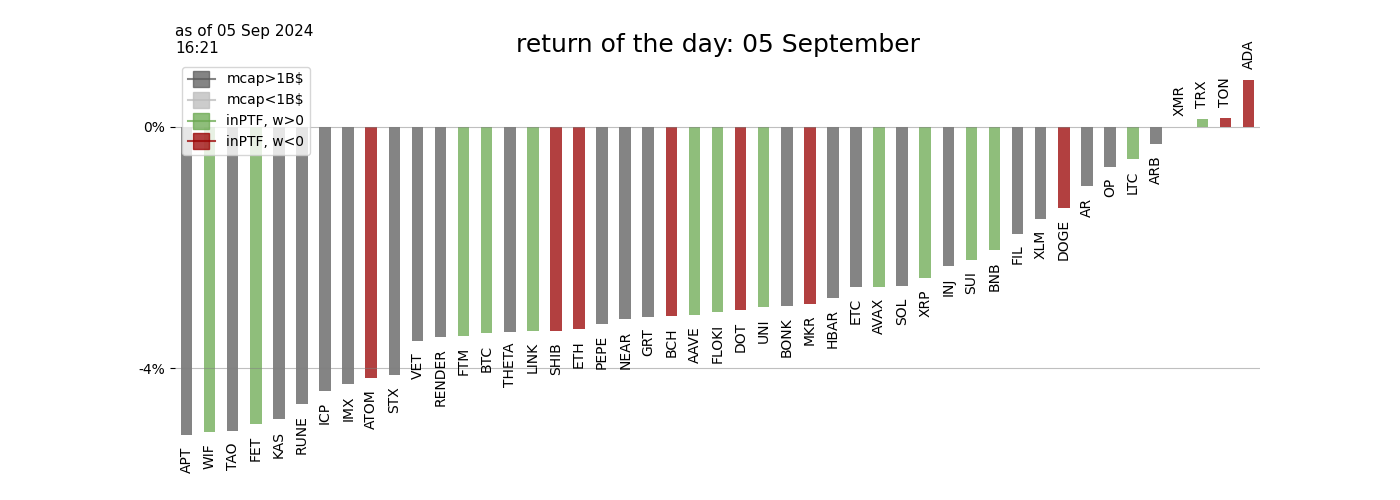 as of 05 Sep 2024
16:21
return of the day: 05 September
mcap>1B$
mcap<1B$
inPTF, w>0
inPTF, w<0
0%
-4%
APT
WIF
TAO
FET
KAS
RUNE
ICP
IMX
ATOM
STX
VET
RENDER
FTM
BTC
THETA
LINK
SHIB
ETH
PEPE
NEAR
GRT
BCH
AAVE
FLOKI
DOT
UNI
BONK
MKR
HBAR
ETC
AVAX
SOL
XRP
INJ
SUI
BNB
FIL
XLM
DOGE
AR
OP
LTC
ARB
XMR
TRX
TON
ADA